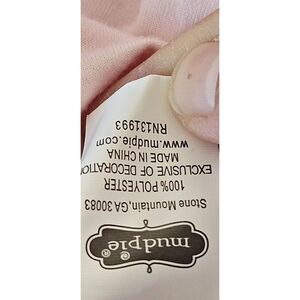 mudpie®
Stone Mountain, GA 30083
100% POLYESTER
EXCLUSIVE OF DECORATION
MADE IN CHINA
www.mudpie.com
RN131993